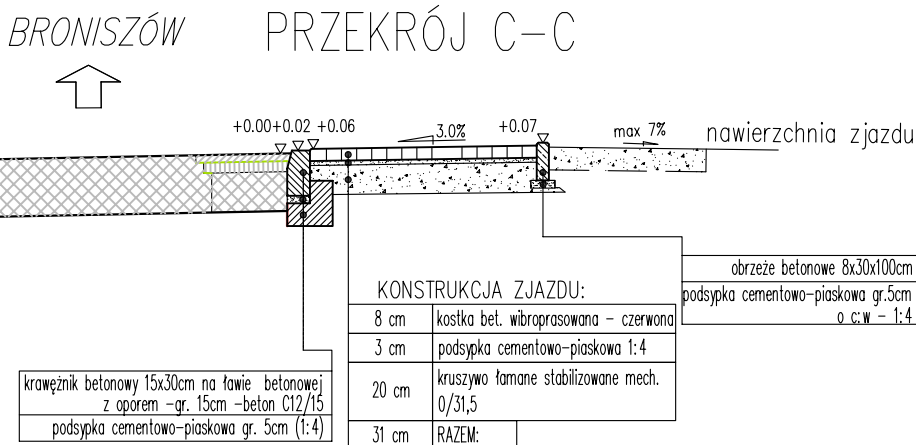 BRONISZÓW
PRZEKRÓJ C-C
+0.00+0.02 +0.06
3.0%
+0.07
max 7%
nawierzchnia zjazdu
obrzeże betonowe 8x30x100cm
podsypka cementowo-piaskowa gr.5cm
o c:w - 1:4
KONSTRUKCJA ZJAZDU:
8 cm kostka bet. wibroprasowana - czerwona
3 cm podsypka cementowo-piaskowa 1:4
20 cm kruszywo łamane stabilizowane mech.
0/31,5
31 cm RAZEM:
krawężnik betonowy 15x30cm na ławie betonowej
z oporem -gr. 15cm -beton C12/15
podsypka cementowo-piaskowa gr. 5cm (1:4)